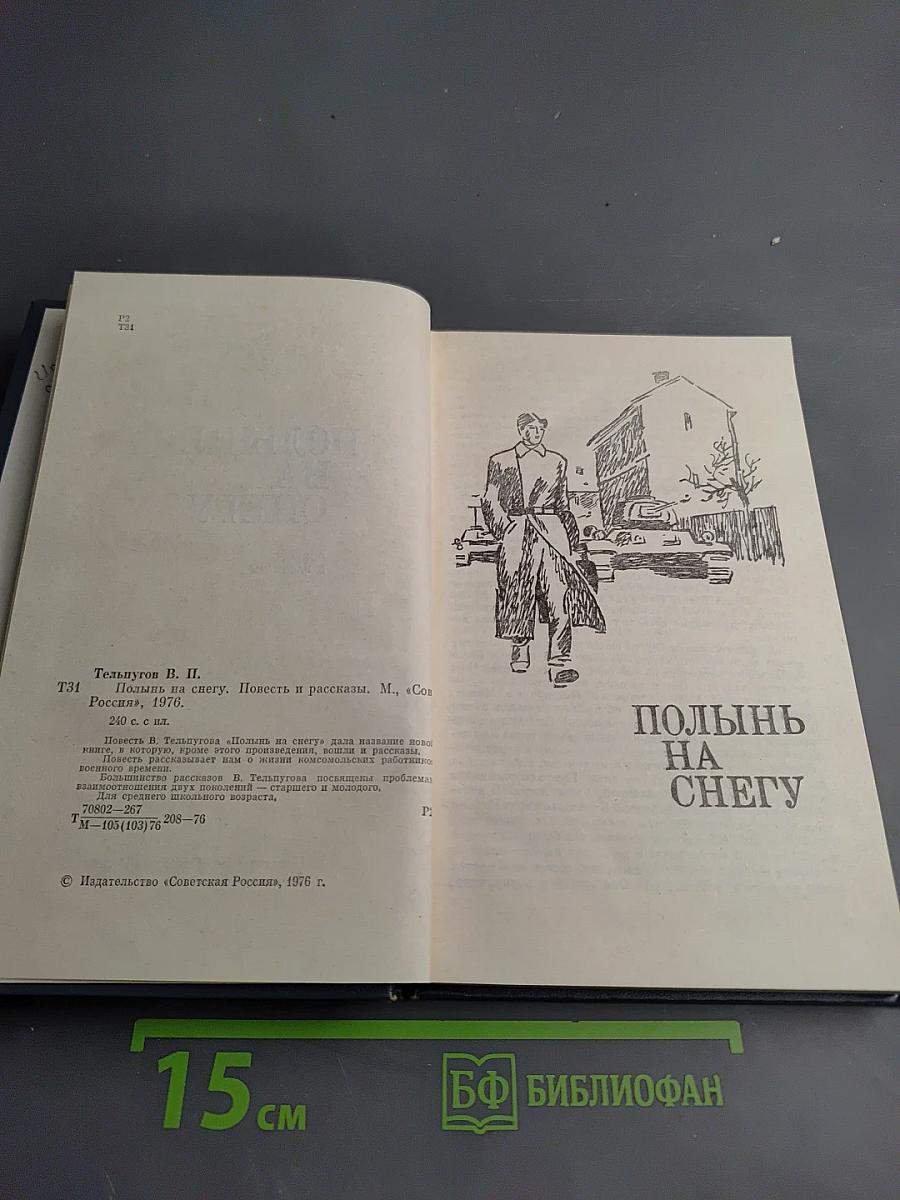 Р2
Т31
Тельпугов В. П.
Т31 Полынь на снегу. Повесть и рассказы. М., «Сов
Россия», 1976.
240 с. с ил.
Повесть В. Тельпугова «Полынь на снегу» дала название ново
книге, в которую, кроме этого произведения, вошли и рассказы.
Повесть рассказывает нам о жизни комсомольских работнико
военного времени.
Большинство рассказов В. Тельпугова посвящены проблема
взаимоотношения двух поколений — старшего и молодого.
Для среднего школьного возраста.
70802—267
Т М—105(103)76 208—76
Р2
© Издательство «Советская Россия», 1976 г.
ПОЛЫНЬ
НА
СНЕГУ
15 см
БФ БИБЛИОФАН